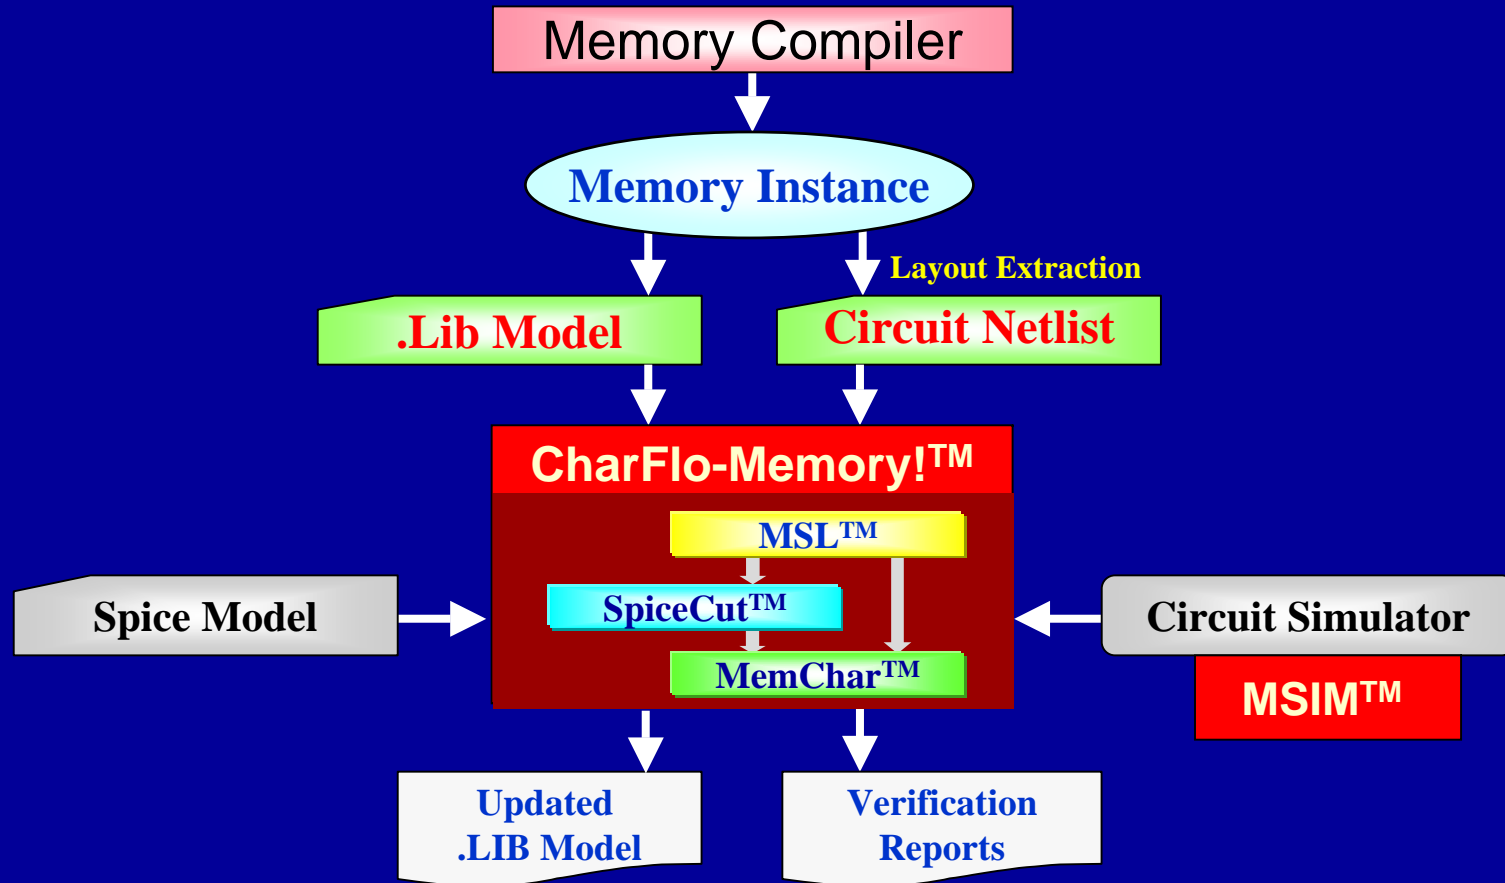 Memory Compiler
Memory Instance
Layout Extraction
.Lib Model
Circuit Netlist
CharFlo-Memory!™
MSL™
SpiceCut™
MemChar™
Spice Model
Circuit Simulator
MSIM™
Updated
.LIB Model
Verification
Reports